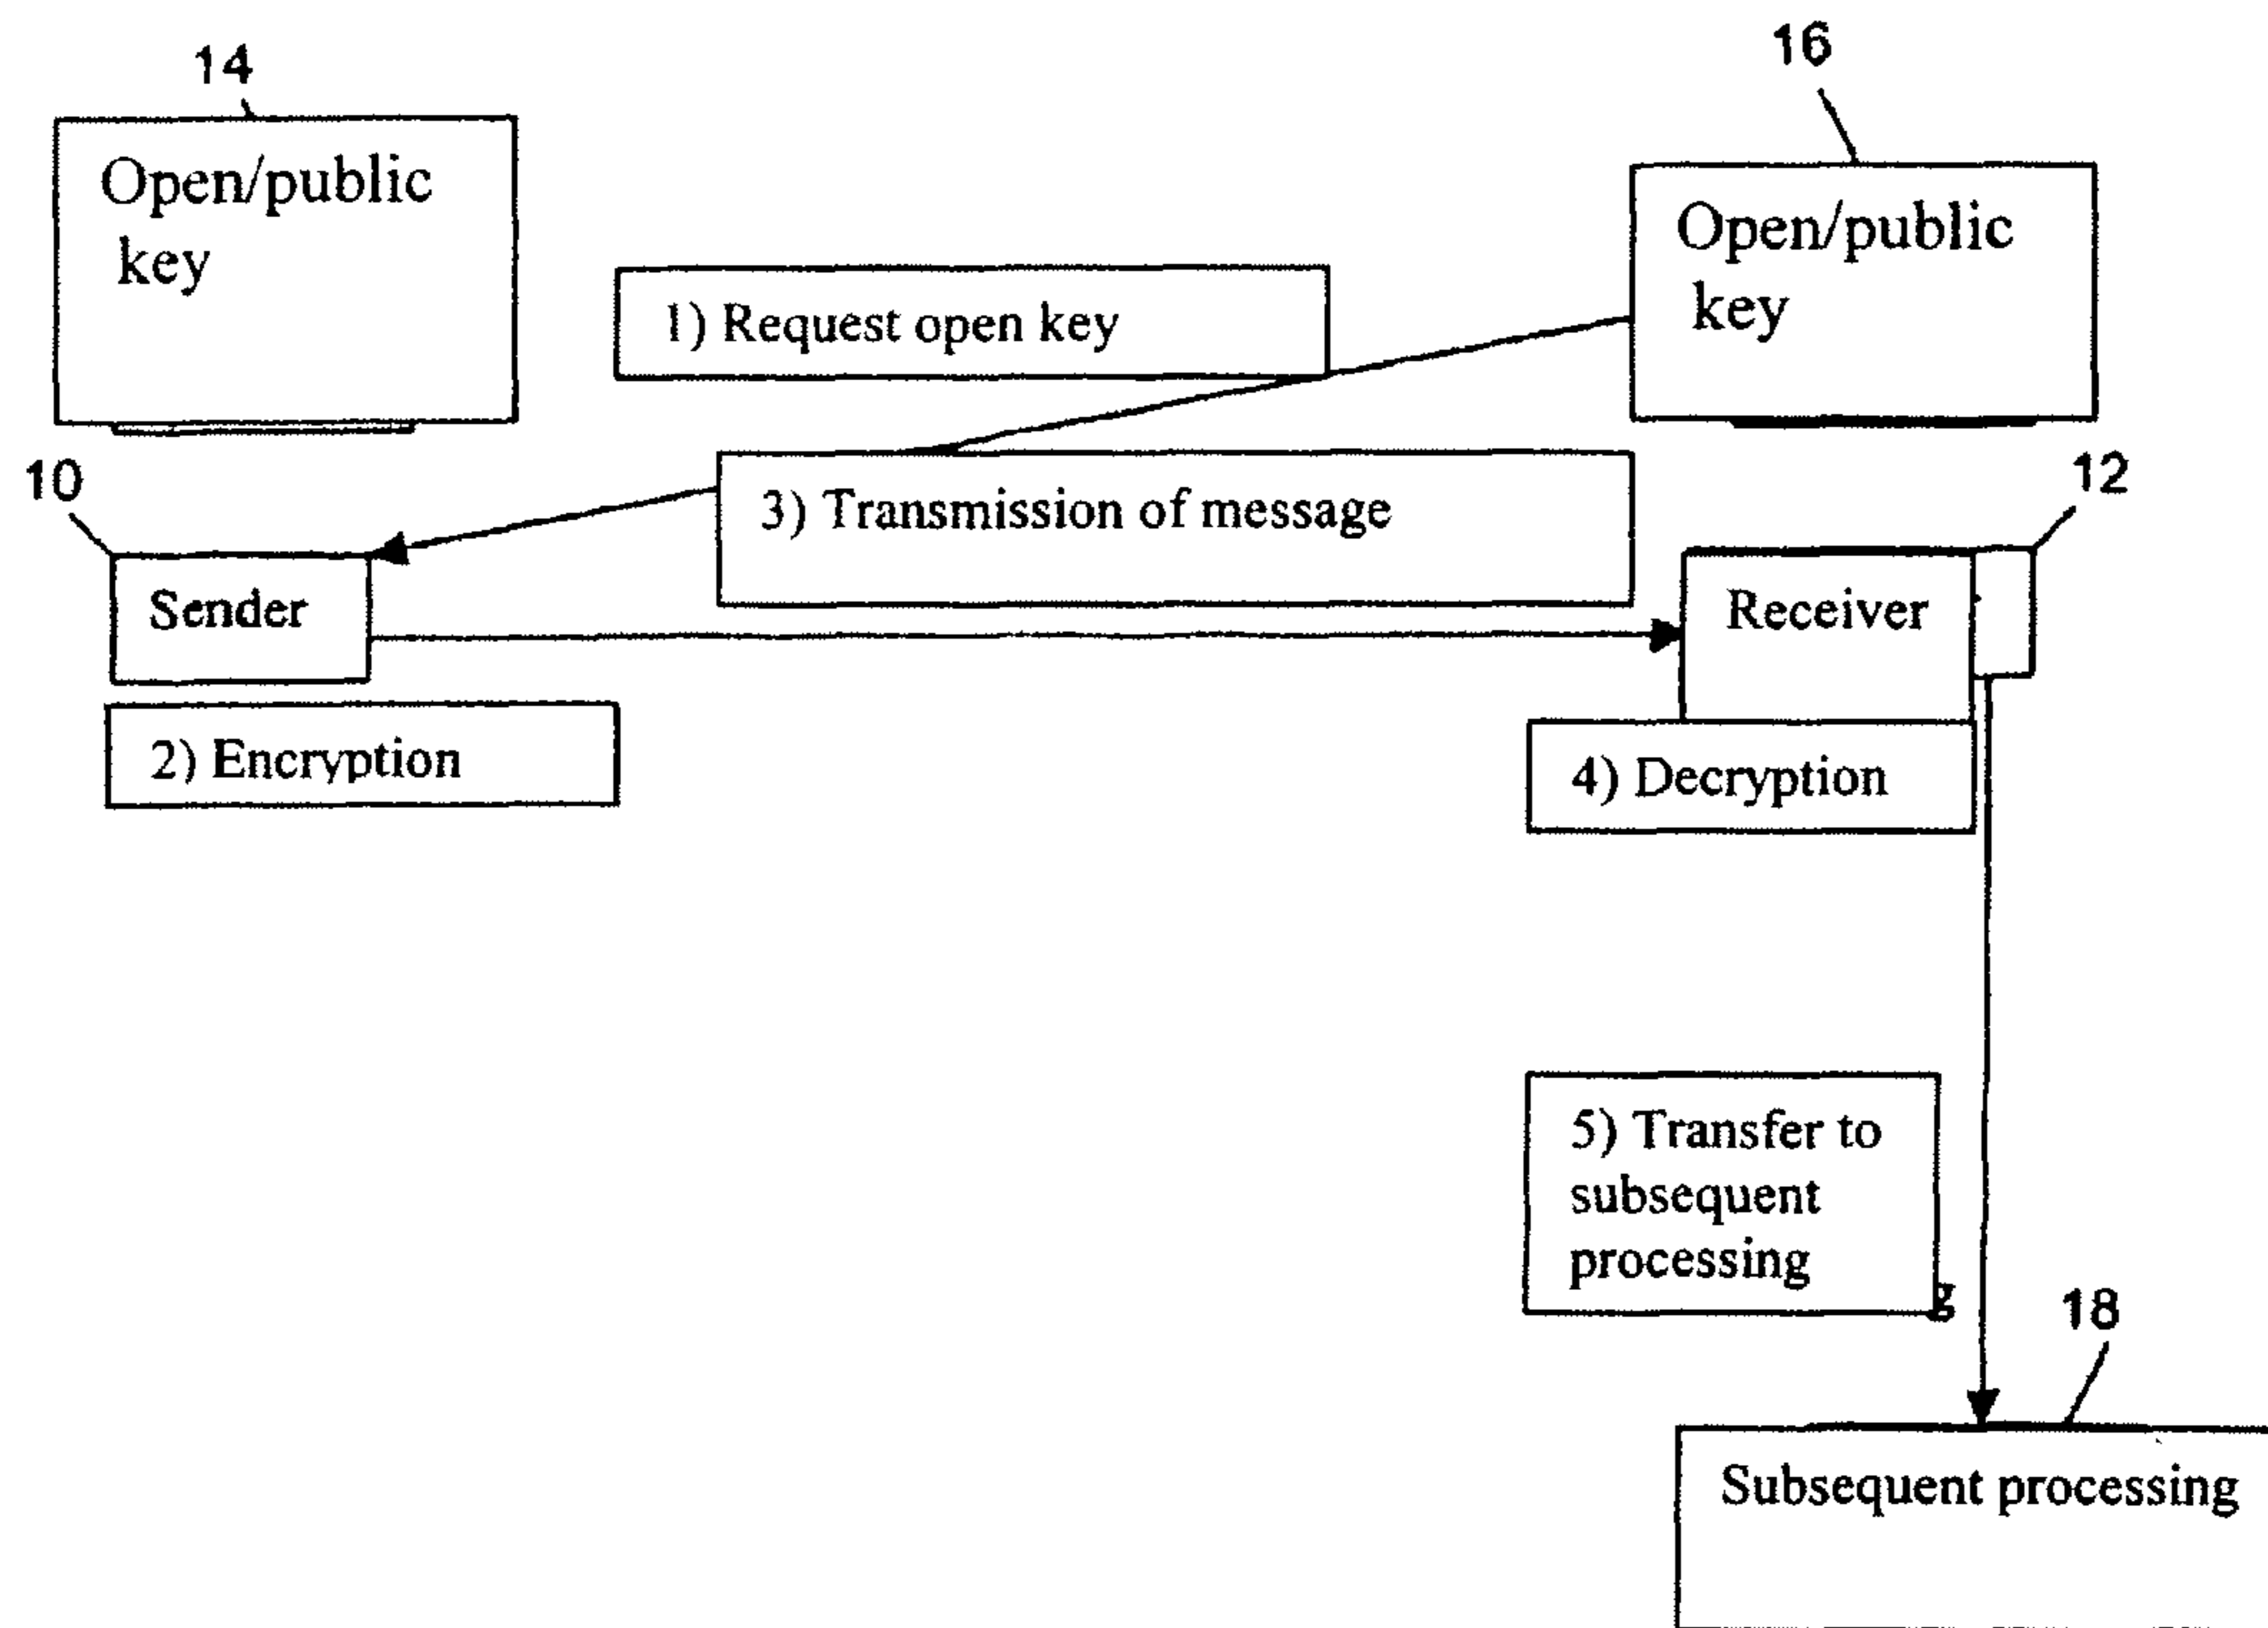 14
16
Open/public
key
Open/public
key
1) Request open key
10
3) Transmission of message
12
Sender
Receiver
2) Encryption
4) Decryption
5) Transfer to
subsequent
processing
g
18
Subsequent processing